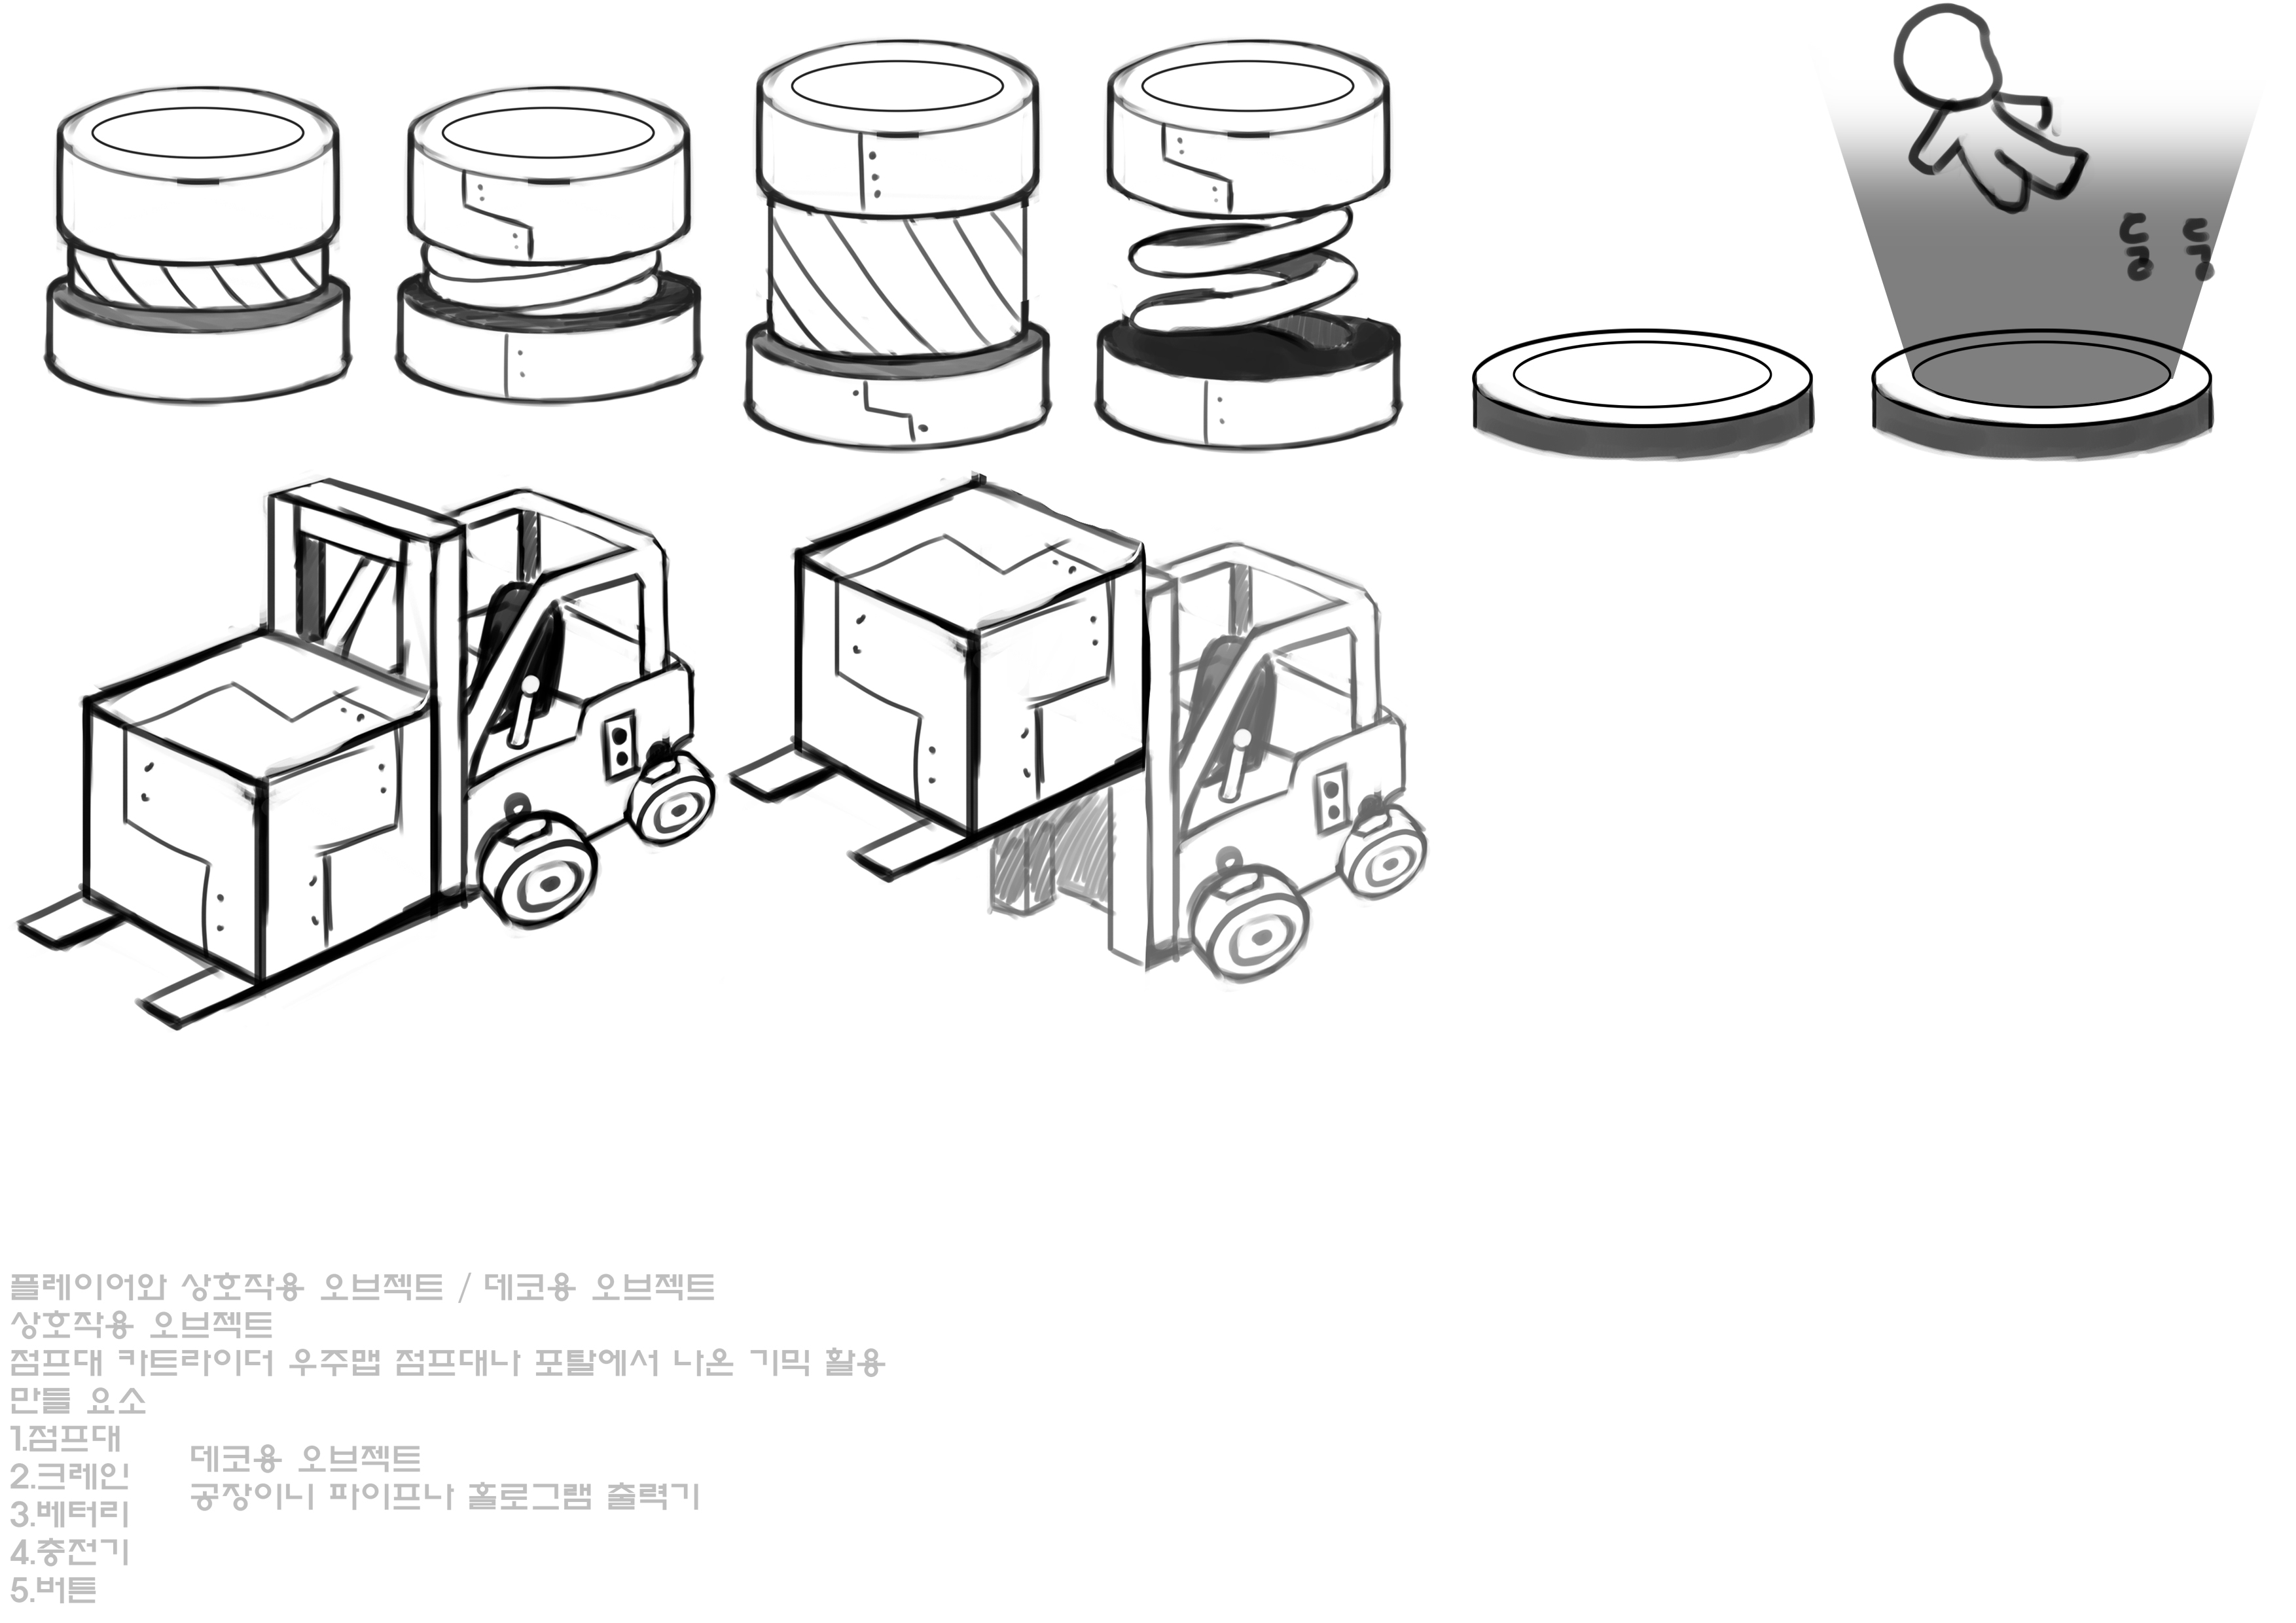 둥 둥
플레이어와 상호작용 오브젝트 / 데코용 오브젝트
상호작용 오브젝트
점프대 카트라이더 우주맵 점프대나 포탈에서 나온 기믹 활용
만들 요소
1.점프대
2.크레인
3.베터리
4.충전기
5.버튼
데코용 오브젝트
공장이니 파이프나 홀로그램 출력기